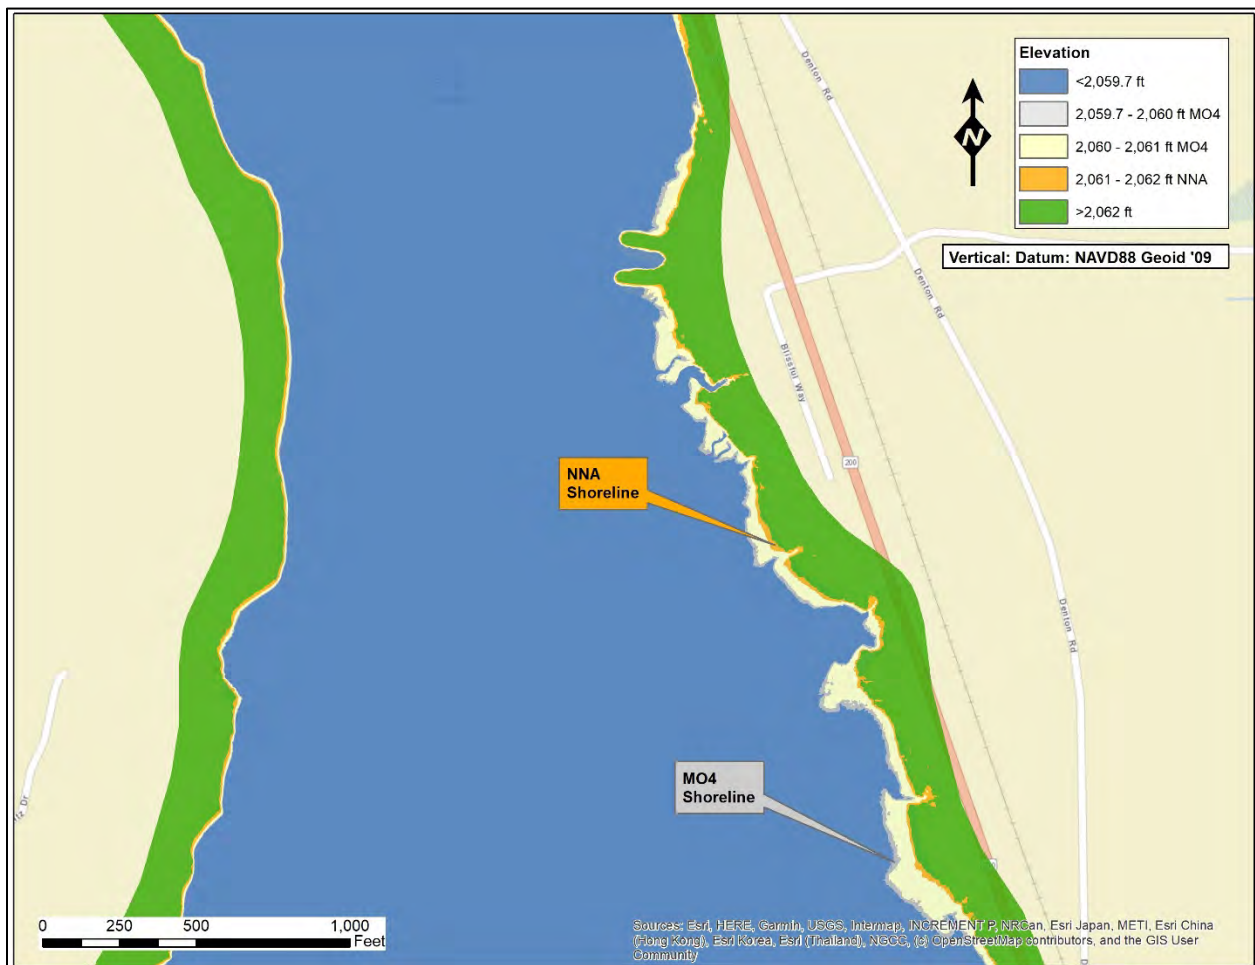 Denton Rd
Elevation
<2,059.7 ft
2,059.7 - 2,060 ft MO4
2,060 - 2,061 ft MO4
2,061 - 2,062 ft NNA
>2,062 ft
N
Vertical: Datum: NAVD88 Geoid '09
Denton Rd
Blissful Way
200
NNA
Shoreline
Denton Rd
MO4
Shoreline
tz Dr
0 250 500 1,000
Feet
Sources: Esri, HERE, Garmin, USGS, Intermap, INCREMENT P, NRCan, Esri Japan, METI, Esri China
(Hong Kong), Esri Korea, Esri (Thailand), NGCC, (c) OpenStreetMap contributors, and the GIS User
Community
D